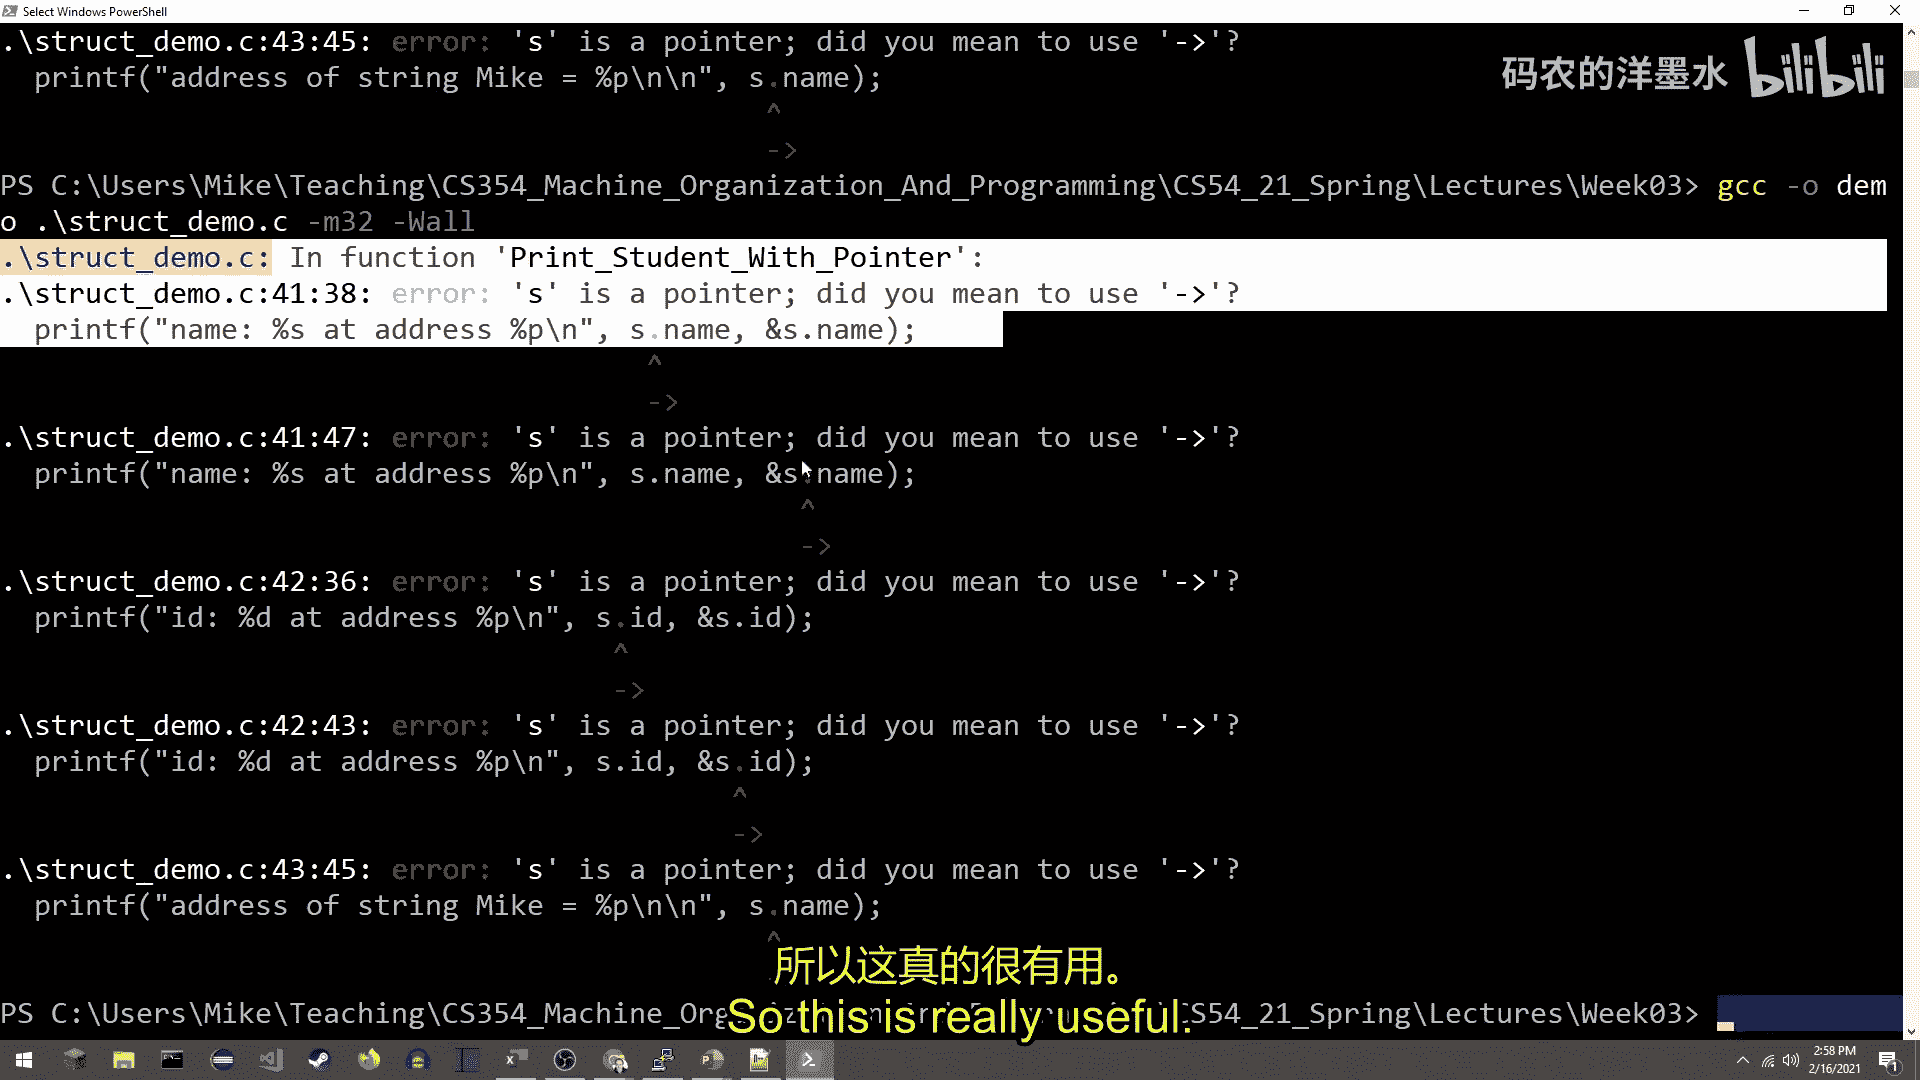 Select Windows PowerShell
.\struct_demo.c:43:45: error: 's' is a pointer; did you mean to use '->'?
printf("address of string Mike = %p\n\n", s.name);
^
->
码农的洋墨水 bilibili
PS C:\Users\Mike\Teaching\CS354_Machine_Organization_And_Programming\CS54_21_Spring\Lectures\Week03> gcc -o dem
o .\struct_demo.c -m32 -Wall
.\struct_demo.c: In function 'Print_Student_With_Pointer':
.\struct_demo.c:41:38: error: 's' is a pointer; did you mean to use '->'?
printf("name: %s at address %p\n", s.name, &s.name);
^
->
.\struct_demo.c:41:47: error: 's' is a pointer; did you mean to use '->'?
printf("name: %s at address %p\n", s.name, &s.name);
^
->
.\struct_demo.c:42:36: error: 's' is a pointer; did you mean to use '->'?
printf("id: %d at address %p\n", s.id, &s.id);
^
->
.\struct_demo.c:42:43: error: 's' is a pointer; did you mean to use '->'?
printf("id: %d at address %p\n", s.id, &s.id);
^
->
.\struct_demo.c:43:45: error: 's' is a pointer; did you mean to use '->'?
printf("address of string Mike = %p\n\n", s.name);
^
所以这真的很有用。
So this is really useful.
PS C:\Users\Mike\Teaching\CS354_Machine_Or CS54_21_Spring\Lectures\Week03>
2:58 PM
2/16/2021